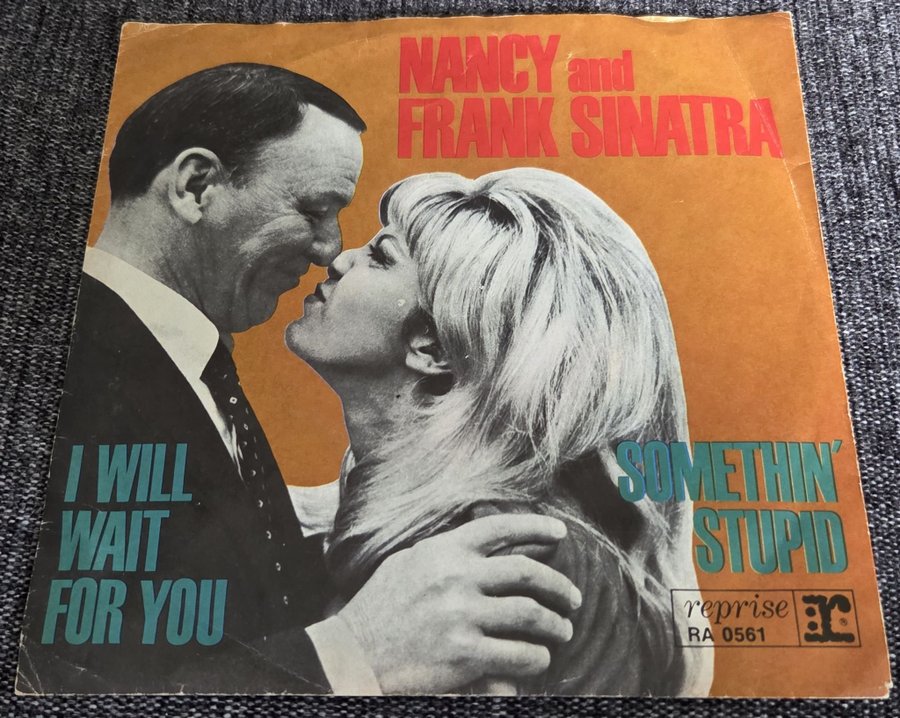 NANCY and
FRANK SINATRA
I WILL
WAIT
FOR YOU
SOMETHIN'
STUPID
reprise r ®
RA 0561